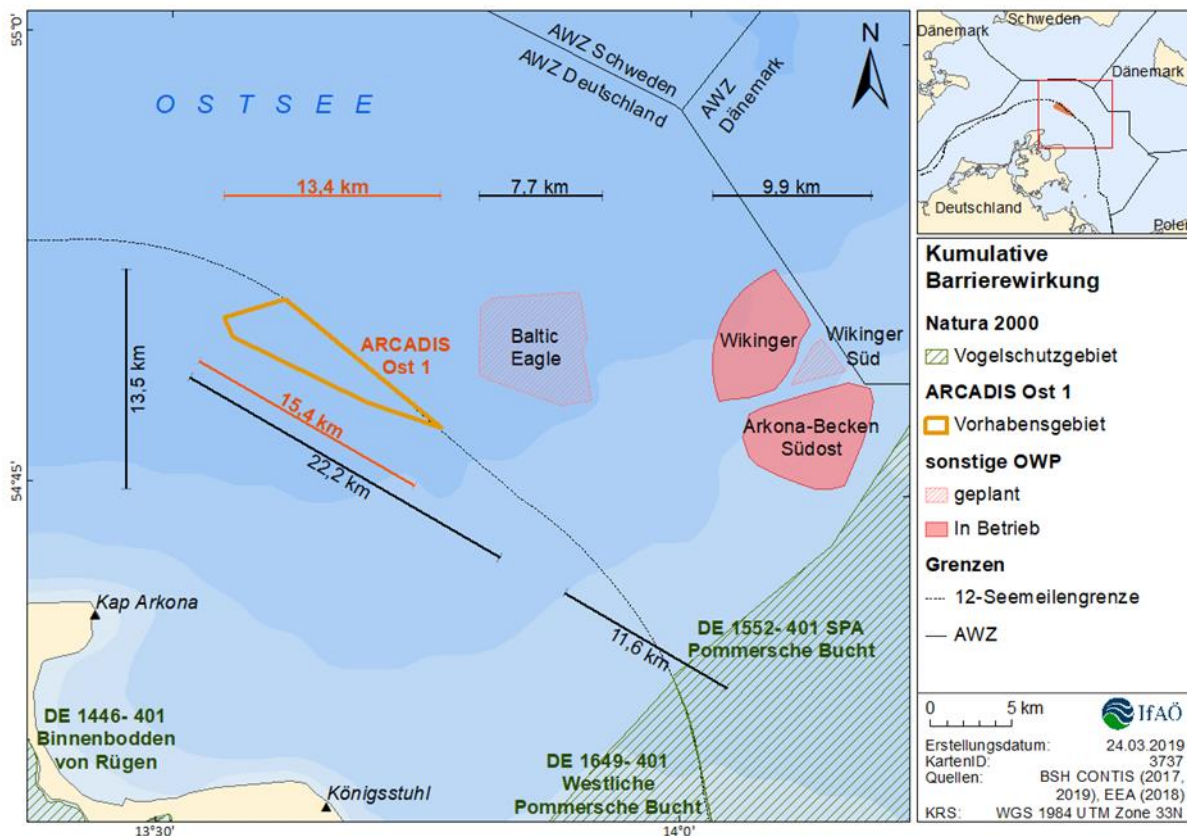 55°0'
OSTSEE
AWZ Schweden
AWZ Deutschland
AWZ
Dänemark
N
13,4 km
7,7 km
9,9 km
13,5 km
ARCADIS
Ost 1
15,4 km
22,2 km
Baltic
Eagle
Wikinger
Wikinger
Süd
Arkona-Becken
Südost
54°45'
Kap Arkona
11,6 km
DE 1552- 401 SPA
Pommersche Bucht
DE 1446- 401
Binnenbodden
von Rügen
DE 1649- 401
Westliche
Pommersche Bucht
Königsstuhl
13°30'
14°0'
Schweden
Dänemark
Dänemark
Deutschland
Polen
Kumulative
Barrierewirkung
Natura 2000
Vogelschutzgebiet
ARCADIS Ost 1
Vorhabensgebiet
sonstige OWP
geplant
In Betrieb
Grenzen
12-Seemeilengrenze
AWZ
0 5 km
IfAÖ
Erstellungsdatum: 24.03.2019
KartenID: 3737
Quellen: BSH CONTIS (2017,
2019), EEA (2018)
KRS: WGS 1984 UTM Zone 33N